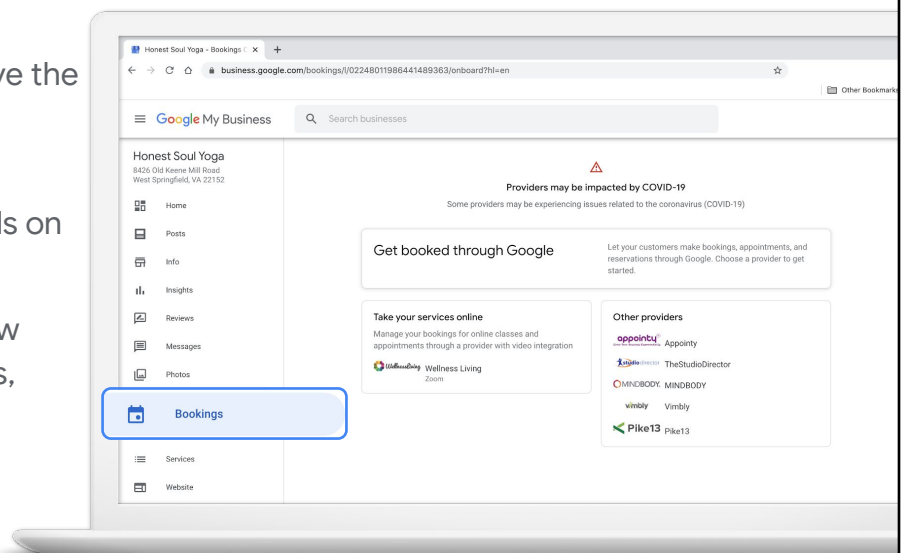 ve the
ls on
w
s,
Honest Soul Yoga - Bookings
business.google.com/bookings/l/02248011986441489363/onboard?hl=en
Other Bookmarks
Google My Business
Search businesses
Honest Soul Yoga
8426 Old Keene Mill Road
West Springfield, VA 22152
Home
Posts
Info
Insights
Reviews
Messages
Photos
Bookings
Services
Website
Providers may be impacted by COVID-19
Some providers may be experiencing issues related to the coronavirus (COVID-19)
Get booked through Google
Let your customers make bookings, appointments, and
reservations through Google. Choose a provider to get
started.
Take your services online
Manage your bookings for online classes and
appointments through a provider with video integration
WellnessLiving Wellness Living
Zoom
Other providers
appointy Appointy
studiodirector TheStudioDirector
MINDBODY. MINDBODY
vimbly Vimbly
Pike13 Pike13